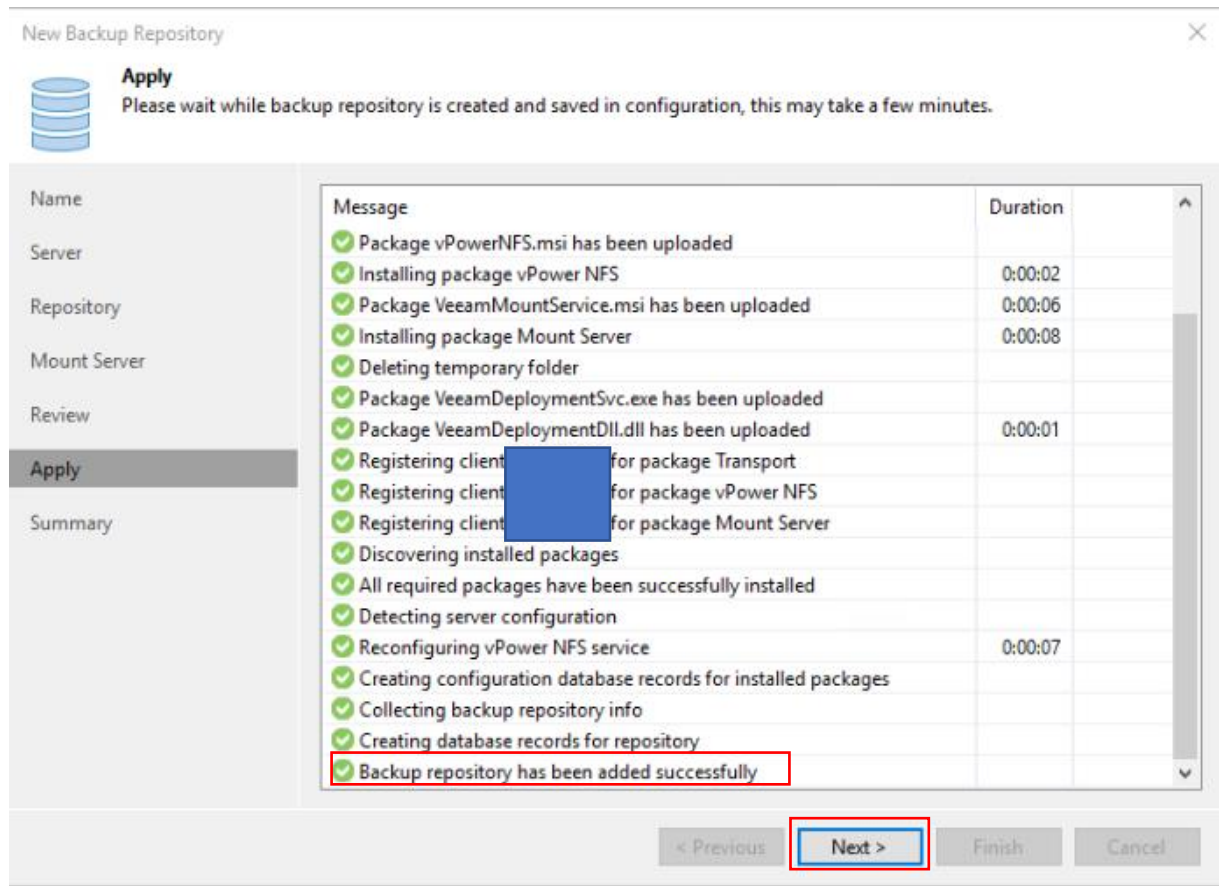 New Backup Repository
Apply
Please wait while backup repository is created and saved in configuration, this may take a few minutes.
Name
Server
Repository
Mount Server
Review
Apply
Summary
Message Duration
Package vPowerNFS.msi has been uploaded
Installing package vPower NFS 0:00:02
Package VeeamMountService.msi has been uploaded 0:00:06
Installing package Mount Server 0:00:08
Deleting temporary folder
Package VeeamDeploymentSvc.exe has been uploaded
Package VeeamDeploymentDll.dll has been uploaded 0:00:01
Registering client for package Transport
Registering client for package vPower NFS
Registering client for package Mount Server
Discovering installed packages
All required packages have been successfully installed
Detecting server configuration
Reconfiguring vPower NFS service 0:00:07
Creating configuration database records for installed packages
Collecting backup repository info
Creating database records for repository
Backup repository has been added successfully
< Previous Next > Finish Cancel